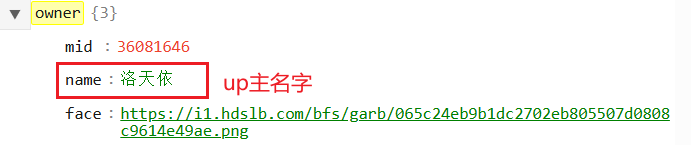 owner {3}
mid : 36081646
name : 洛天依
up主名字
face : https://i1.hdslb.com/bfs/garb/065c24eb9b1dc2702eb805507d0808
c9614e49ae.png